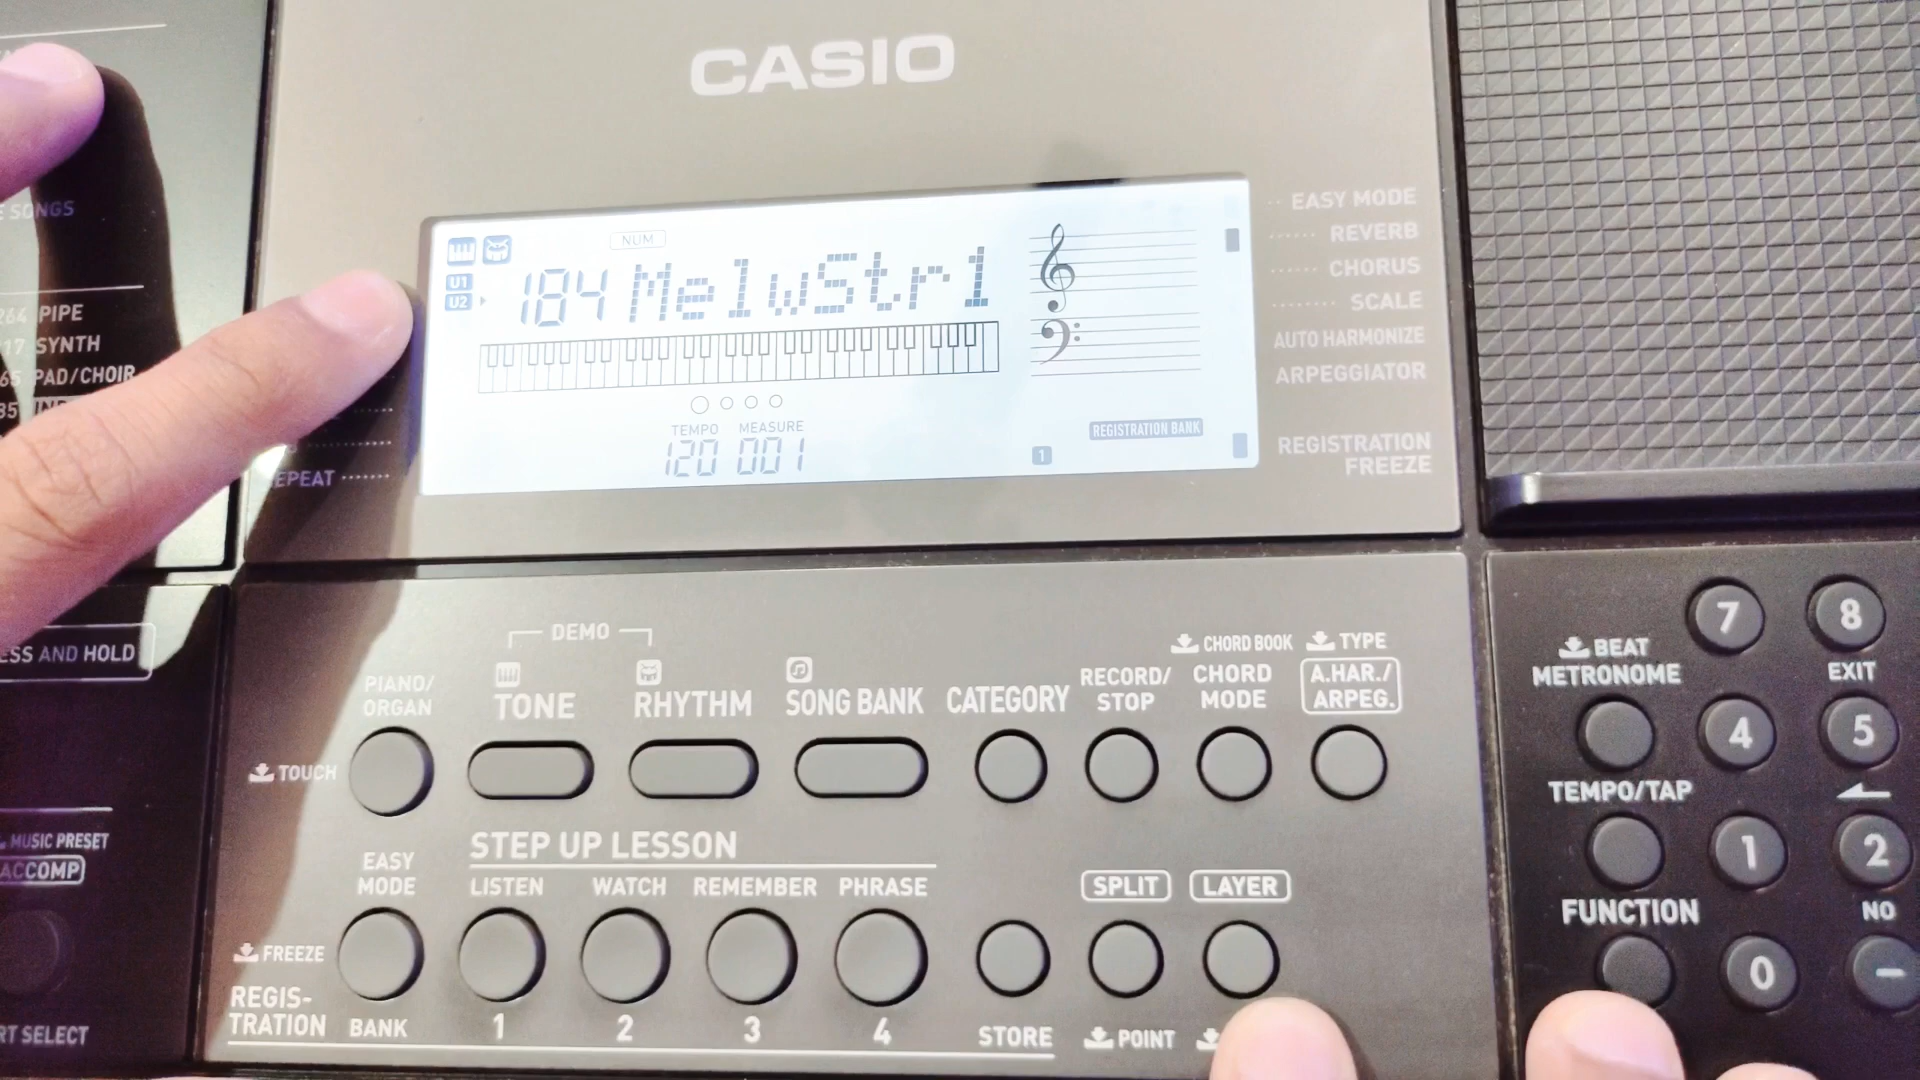 CASIO
SONGS
PIPE
SYNTH
PAD/CHOIR
NUM
U1
U2
184 MelwStr1
TEMPO MEASURE
120 001
1
REGISTRATION BANK
EASY MODE
REVERB
CHORUS
SCALE
AUTO HARMONIZE
ARPEGGIATOR
REGISTRATION
FREEZE
AND HOLD
MUSIC PRESET
ACCOMP
SELECT
DEMO
PIANO/
ORGAN
TONE
RHYTHM
SONG BANK
CATEGORY
RECORD/
STOP
CHORD BOOK
CHORD
MODE
TYPE
A.HAR./
ARPEG.
TOUCH
STEP UP LESSON
EASY
MODE
LISTEN
WATCH
REMEMBER
PHRASE
SPLIT
LAYER
FREEZE
REGIS-
TRATION
BANK
1
2
3
4
STORE
POINT
7
8
BEAT
METRONOME
EXIT
4
5
TEMPO/TAP
1
2
FUNCTION
NO
0
-